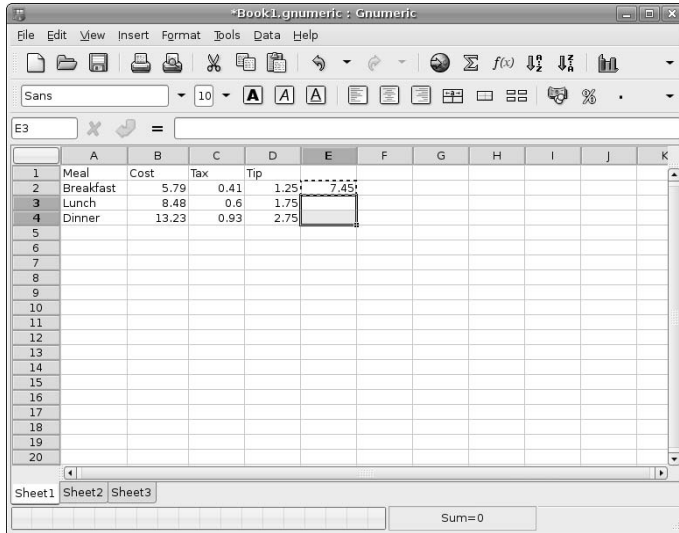 *Book1.gnumeric : Gnumeric
File Edit View Insert Format Tools Data Help
f(x)
Sans 10 A A A %
E3 =
A B C D E F G H I J K
1 Meal Cost Tax Tip
2 Breakfast 5.79 0.41 1.25 7.45
3 Lunch 8.48 0.6 1.75
4 Dinner 13.23 0.93 2.75
5
6
7
8
9
10
11
12
13
14
15
16
17
18
19
20
Sheet1 Sheet2 Sheet3
Sum=0